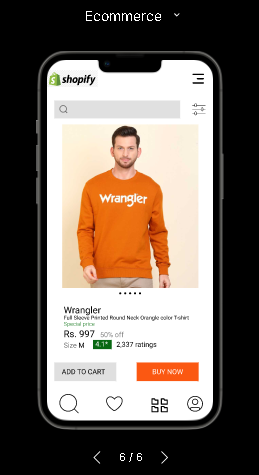 Ecommerce
shopify
Wrangler
Wrangler
Full Sleeve Printed Round Neck Orangle color T-shirt
Special price
Rs. 997 50% off
Size M 4.1* 2,337 ratings
ADD TO CART BUY NOW
6 / 6